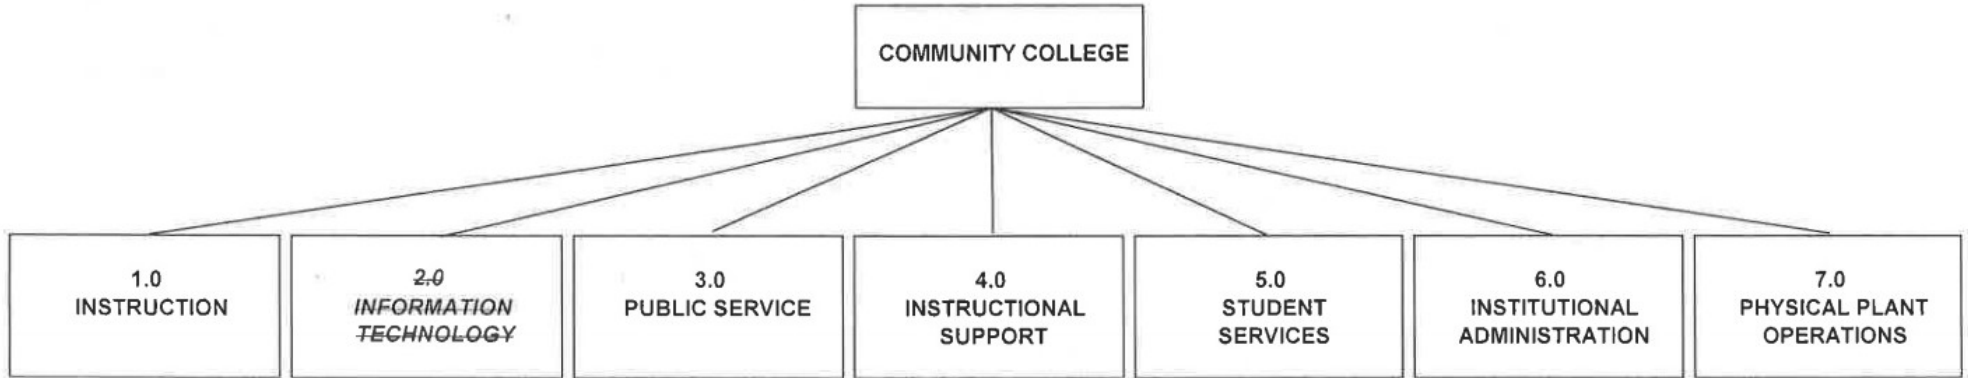 COMMUNITY COLLEGE
1.0
INSTRUCTION
2.0
INFORMATION
TECHNOLOGY
3.0
PUBLIC SERVICE
4.0
INSTRUCTIONAL
SUPPORT
5.0
STUDENT
SERVICES
6.0
INSTITUTIONAL
ADMINISTRATION
7.0
PHYSICAL PLANT
OPERATIONS